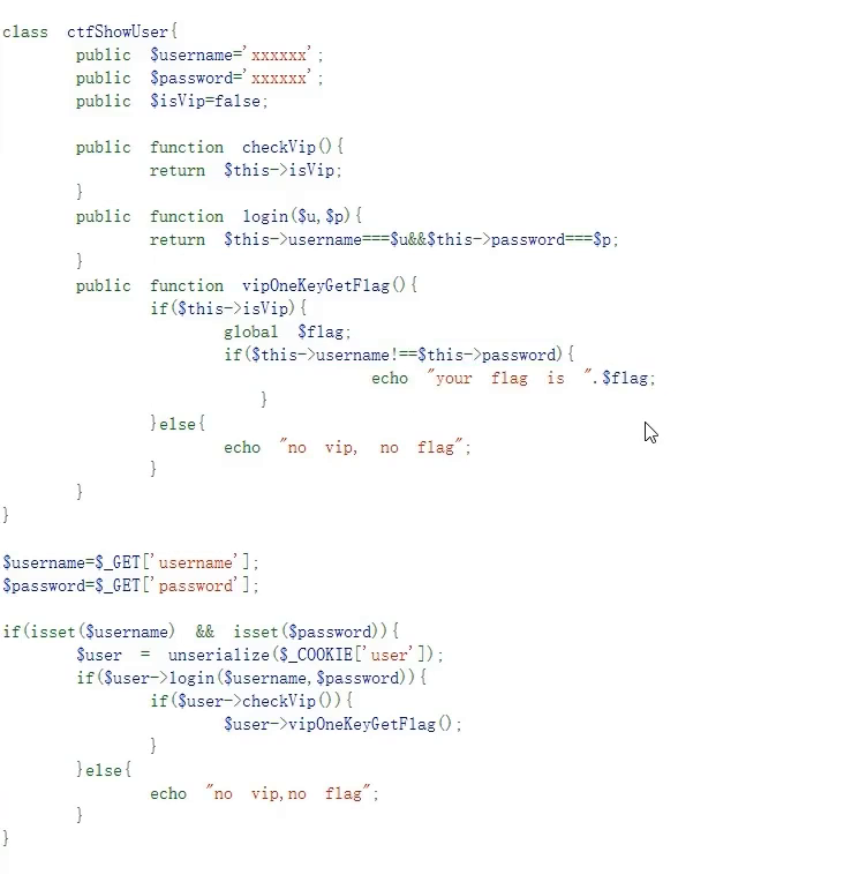 class ctfShowUser{
public $username='xxxxxx';
public $password='xxxxxx';
public $isVip=false;
public function checkVip(){
return $this->isVip;
}
public function login($u,$p){
return $this->username===$u&&$this->password===$p;
}
public function vipOneKeyGetFlag(){
if($this->isVip){
global $flag;
if($this->username!==$this->password){
echo "your flag is ".$flag;
}
}else{
echo "no vip, no flag";
}
}
}
$username=$_GET['username'];
$password=$_GET['password'];
if(isset($username) && isset($password)){
$user = unserialize($_COOKIE['user']);
if($user->login($username,$password)){
if($user->checkVip()){
$user->vipOneKeyGetFlag();
}
}else{
echo "no vip,no flag";
}
}